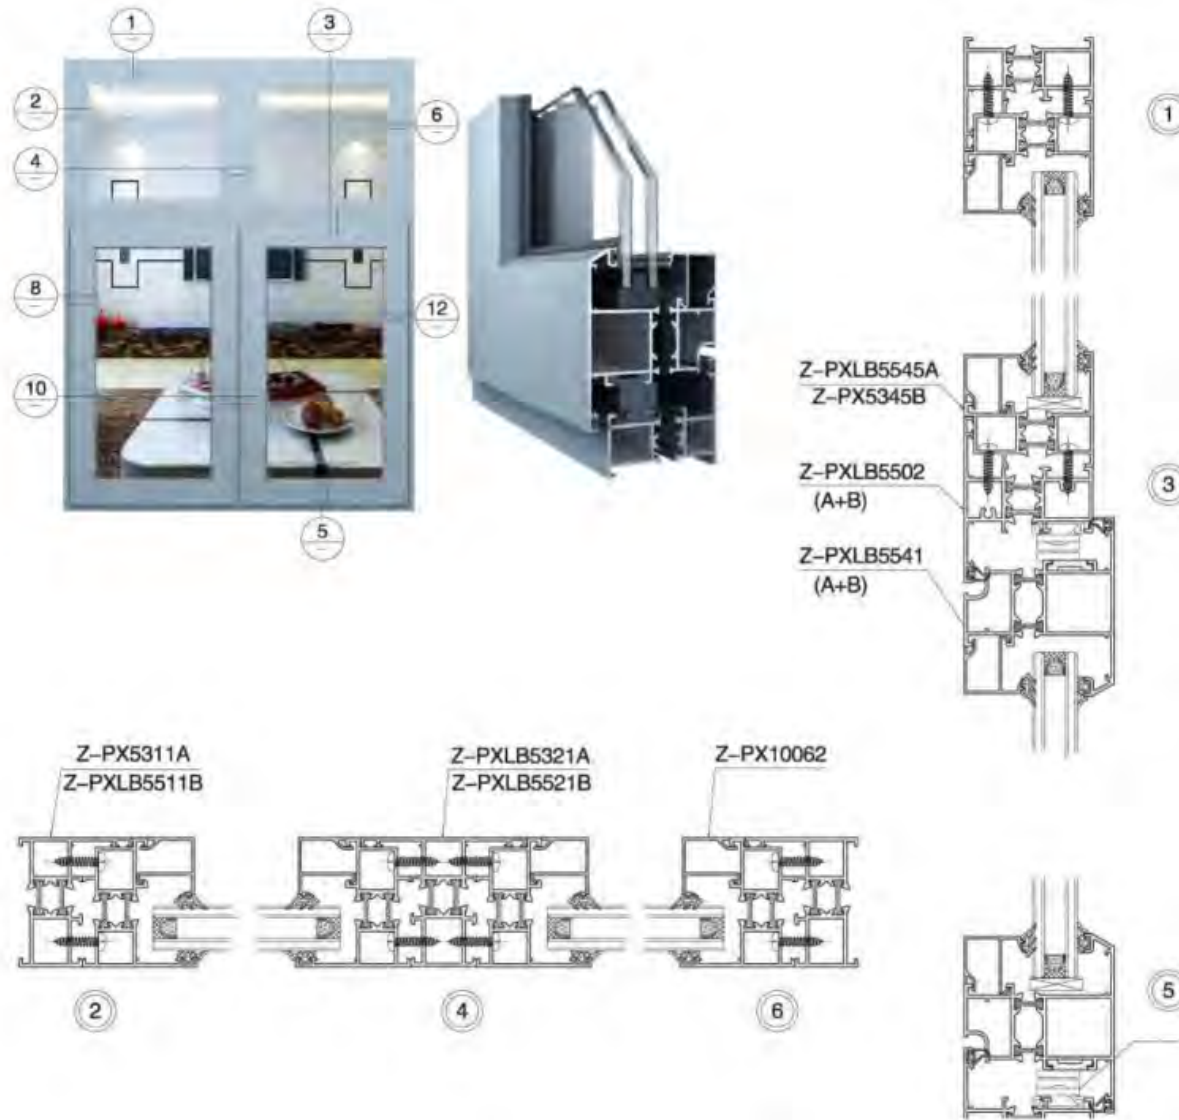 1
3
2
6
4
8
12
10
5
1
Z-PXLB5545A
Z-PX5345B
Z-PXLB5502
(A+B)
Z-PXLB5541
(A+B)
3
Z-PX5311A
Z-PXLB5511B
Z-PXLB5321A
Z-PXLB5521B
Z-PX10062
2
4
6
5